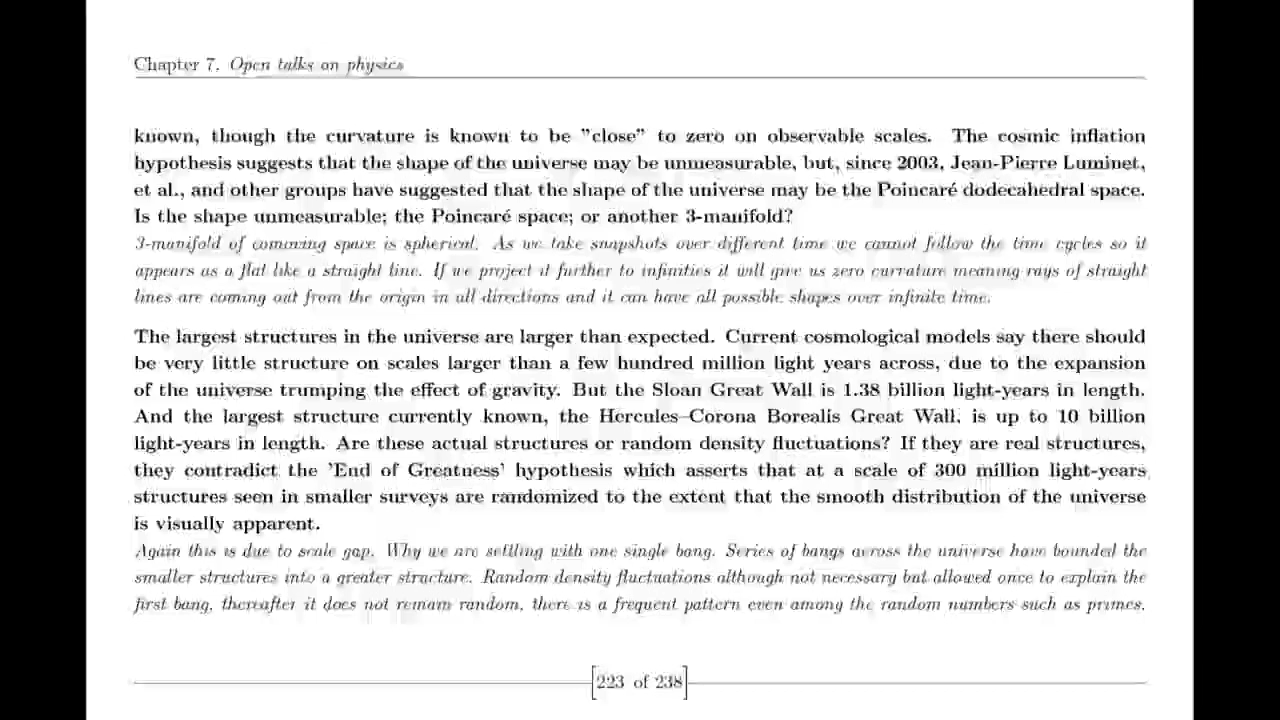 Chapter 7. Open talks on physics
known, though the curvature is known to be "close" to zero on observable scales. The cosmic inflation
hypothesis suggests that the shape of the universe may be unmeasurable, but, since 2003, Jean-Pierre Luminet,
et al., and other groups have suggested that the shape of the universe may be the Poincaré dodecahedral space.
Is the shape unmeasurable; the Poincaré space; or another 3-manifold?
3-manifold of commving space is spherical. As we take snapshots over different time we cannot follow the time cycles so it
appears as a flat like a straight line. If we project it further to infinities it will give us zero curvature meaning rays of straight
lines are coming out from the origin in all directions and it can have all possible shapes over infinite time.
The largest structures in the universe are larger than expected. Current cosmological models say there should
be very little structure on scales larger than a few hundred million light years across, due to the expansion
of the universe trumping the effect of gravity. But the Sloan Great Wall is 1.38 billion light-years in length.
And the largest structure currently known, the Hercules–Corona Borealis Great Wall, is up to 10 billion
light-years in length. Are these actual structures or random density fluctuations? If they are real structures,
they contradict the 'End of Greatness' hypothesis which asserts that at a scale of 300 million light-years
structures seen in smaller surveys are randomized to the extent that the smooth distribution of the universe
is visually apparent.
Again this is due to scale gap. Why we are settling with one single bang. Series of bangs across the universe have bounded the
smaller structures into a greater structure. Random density fluctuations although not necessary but allowed once to explain the
first bang, thereafter it does not remain random, there is a frequent pattern even among the random numbers such as primes.
[223 of 238]